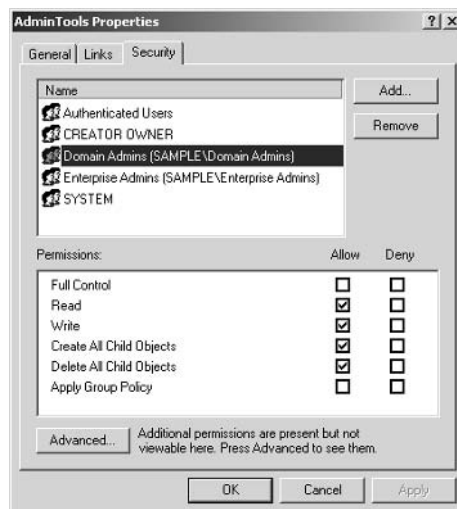 AdminTools Properties ? x
General Links Security
Name
Add...
Authenticated Users
Remove
CREATOR OWNER
Domain Admins (SAMPLE\Domain Admins)
Enterprise Admins (SAMPLE\Enterprise Admins)
SYSTEM
Permissions: Allow Deny
Full Control
Read
Write
Create All Child Objects
Delete All Child Objects
Apply Group Policy
Advanced...
Additional permissions are present but not
viewable here. Press Advanced to see them.
OK Cancel Apply